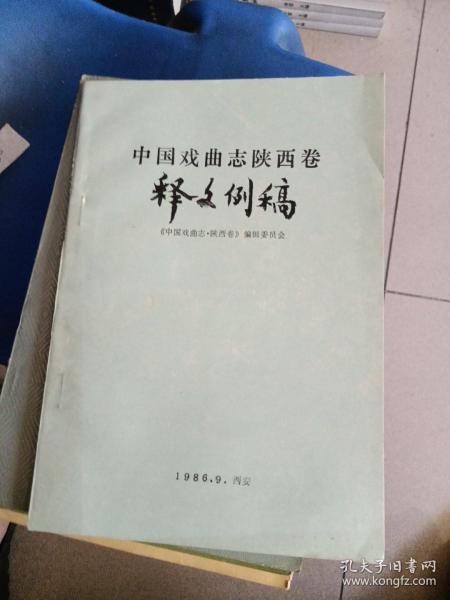 中国戏曲志陕西卷
释文例稿
《中国戏曲志·陕西卷》编辑委员会
1986.9. 西安
孔夫子旧书网
www.kongfz.com